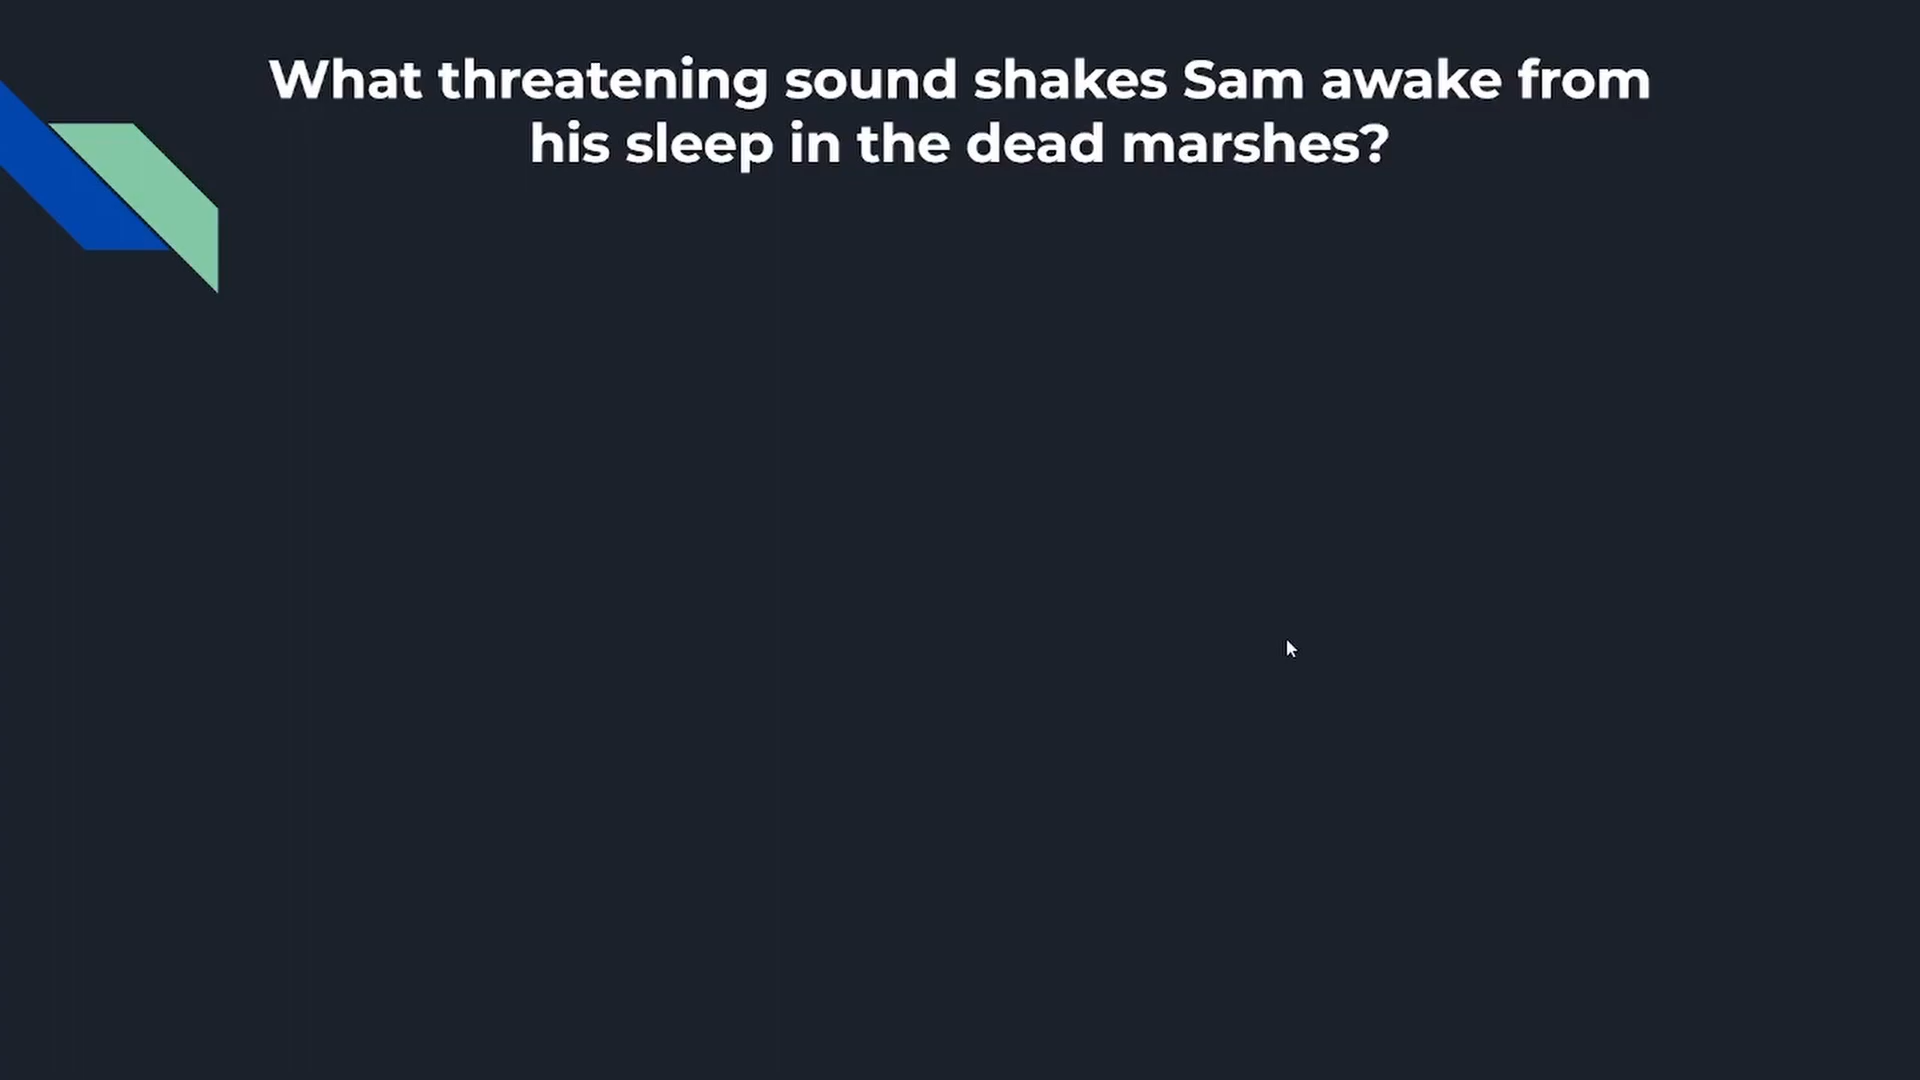 What threatening sound shakes Sam awake from
his sleep in the dead marshes?